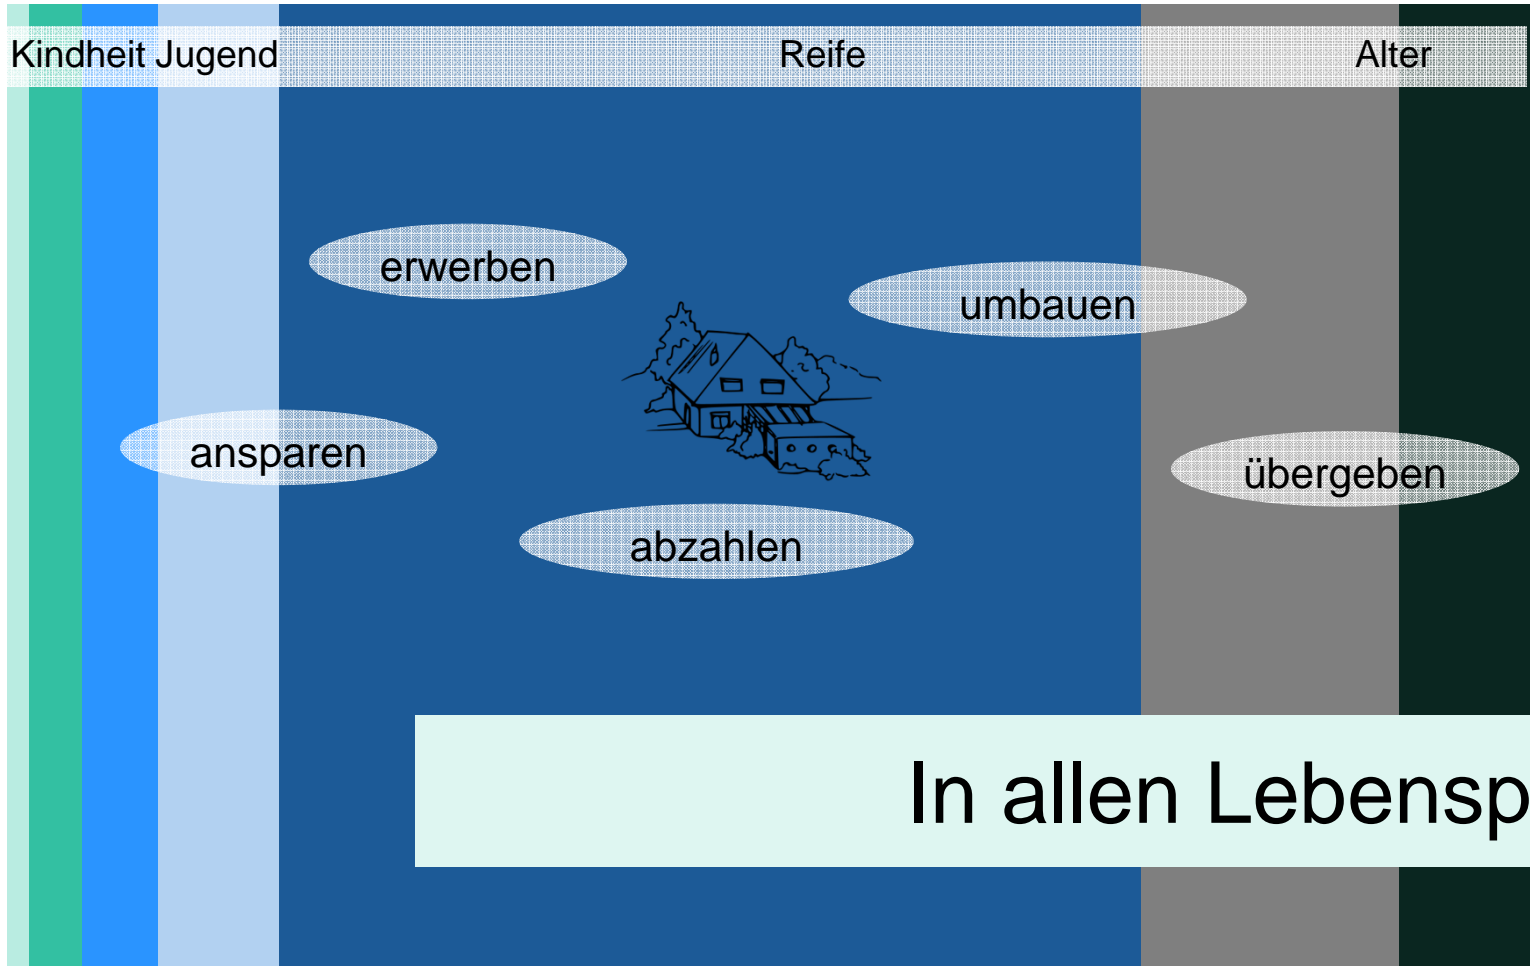 Kindheit Jugend Reife Alter
erwerben
umbauen
ansparen
übergeben
abzahlen
In allen Lebensp